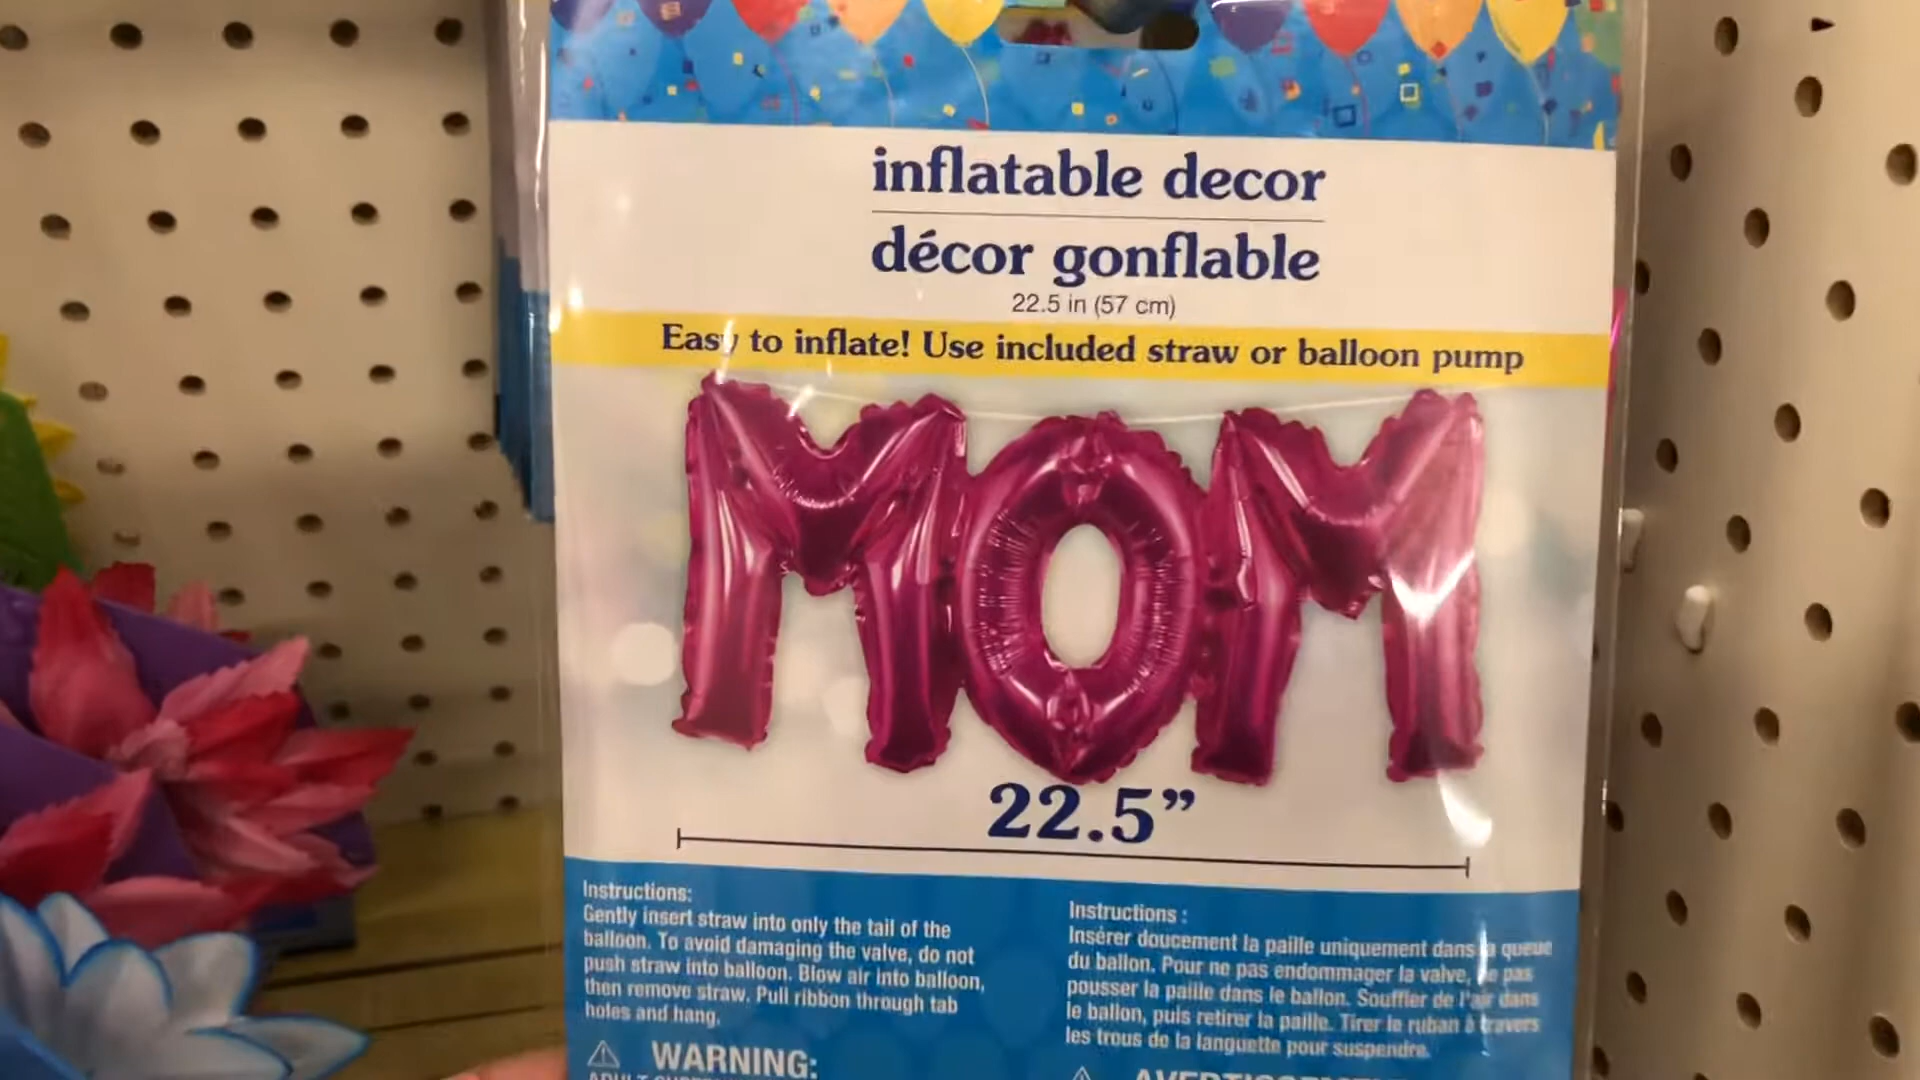 inflatable decor
décor gonflable
22.5 in (57 cm)
Easy to inflate! Use included straw or balloon pump
MOM
22.5”
Instructions:
Gently insert straw into only the tail of the
balloon. To avoid damaging the valve, do not
push straw into balloon. Blow air into balloon,
then remove straw. Pull ribbon through tab
holes and hang.
WARNING:
Instructions :
Insérer doucement la paille uniquement dans la queue
du ballon. Pour ne pas endommager la valve, ne pas
pousser la paille dans le ballon. Souffler de l'air dans
le ballon, puis retirer la paille. Tirer le ruban à travers
les trous de la languette pour suspendre.